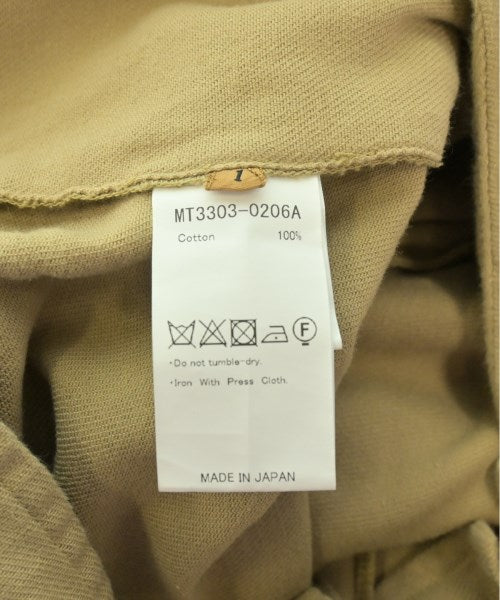 1
MT3303-0206A
Cotton 100%
F
·Do not tumble-dry.
·Iron With Press Cloth.
MADE IN JAPAN